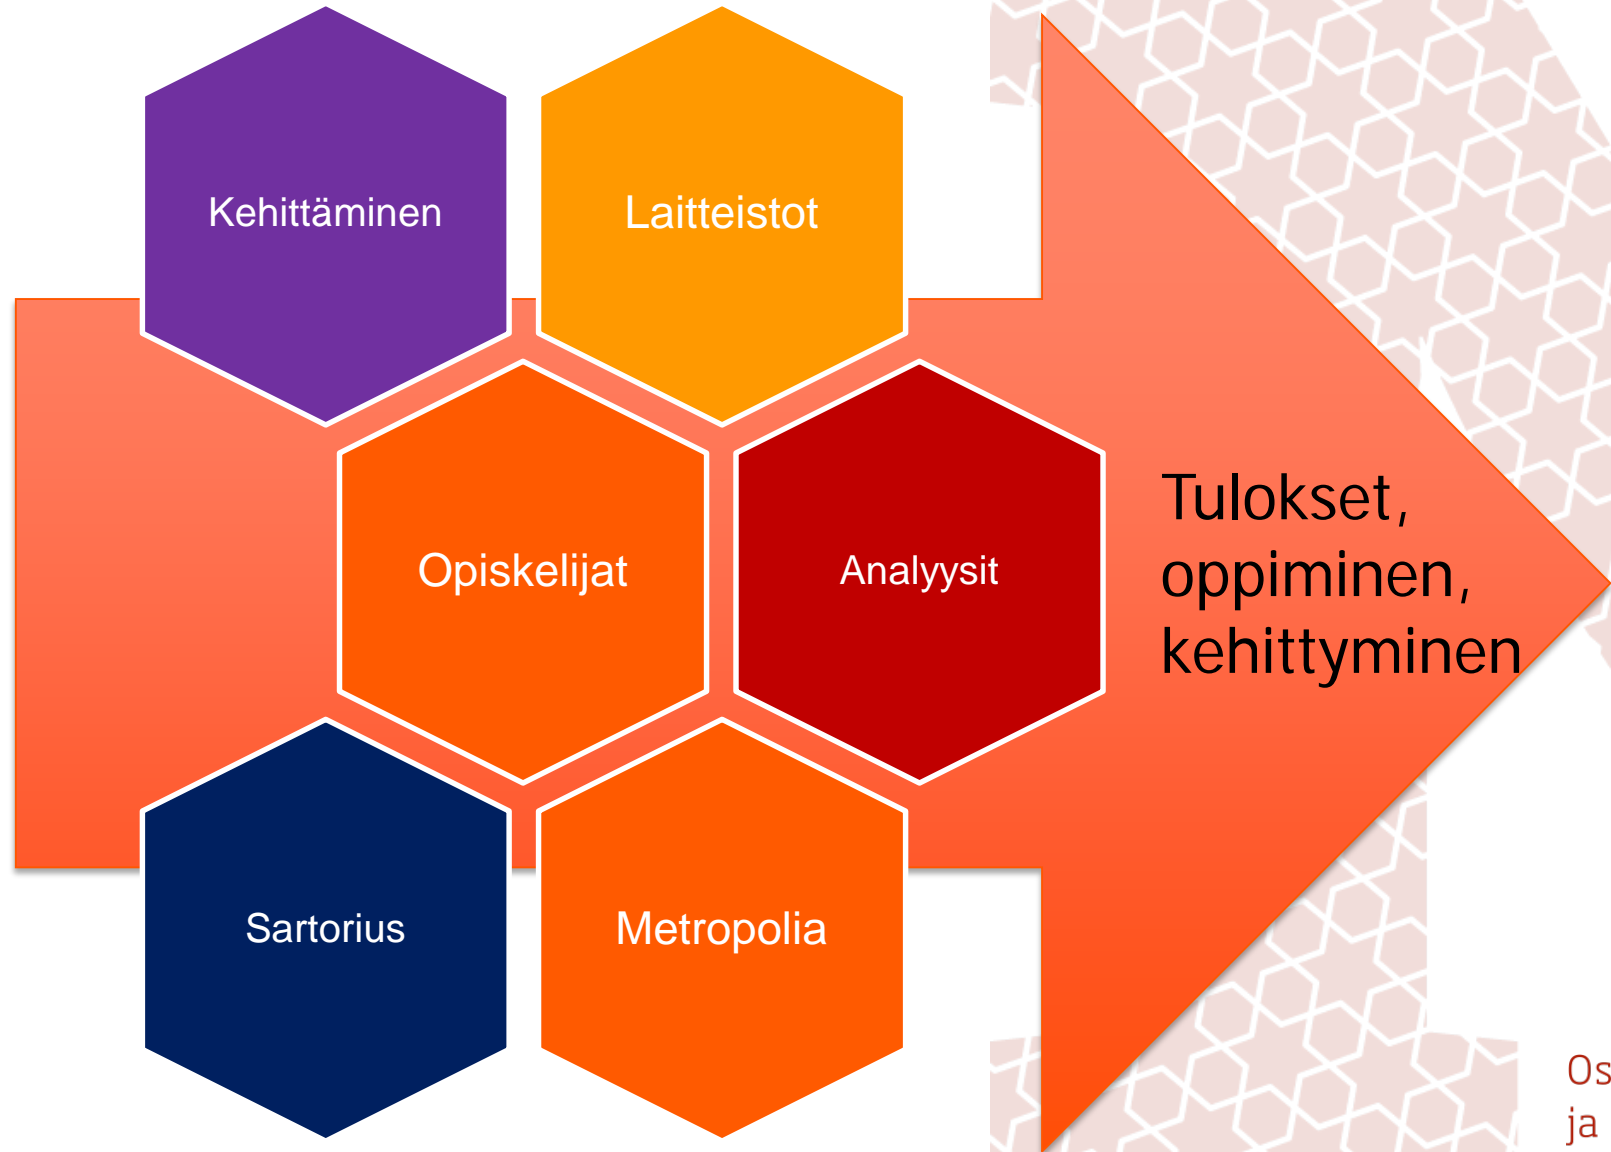 Kehittäminen
Laitteistot
Opiskelijat
Analyysit
Tulokset,
oppiminen,
kehittyminen
Sartorius
Metropolia
Os
ja